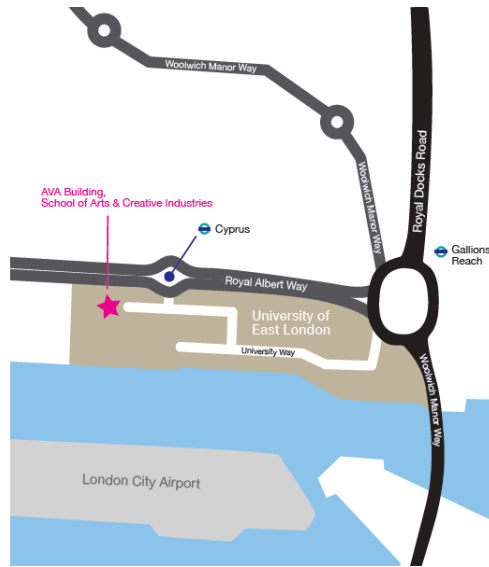 Woolwich Manor Way
Royal Docks Road
Woolwich Manor Way
AVA Building,
School of Arts & Creative Industries
Cyprus
Gallions
Reach
Royal Albert Way
University of
East London
University Way
Woolwich Manor Way
London City Airport